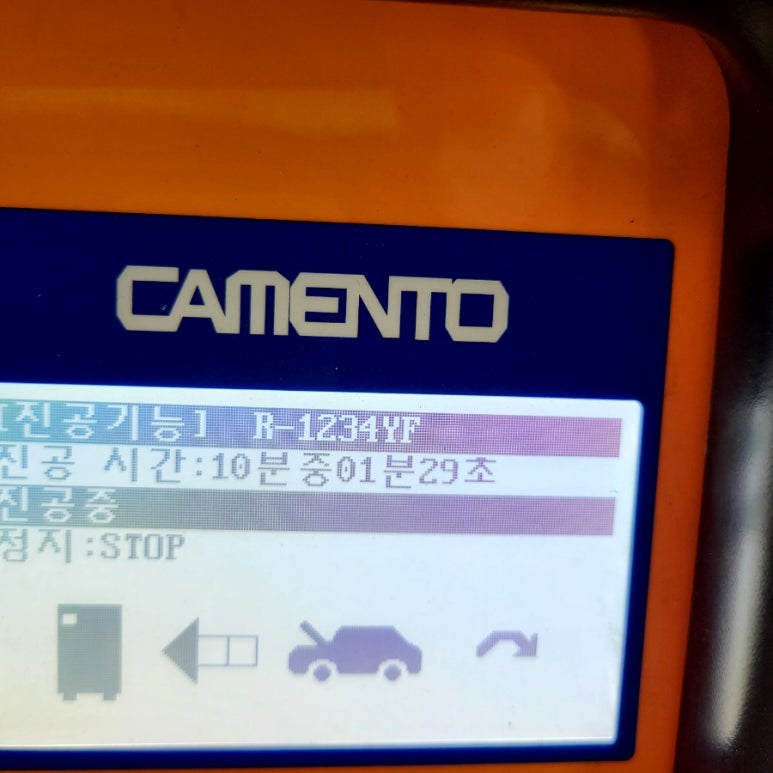 CAMENTO
[진공기능] R-1234YF
진공 시간:10분중01분29초
진공중
정지:STOP